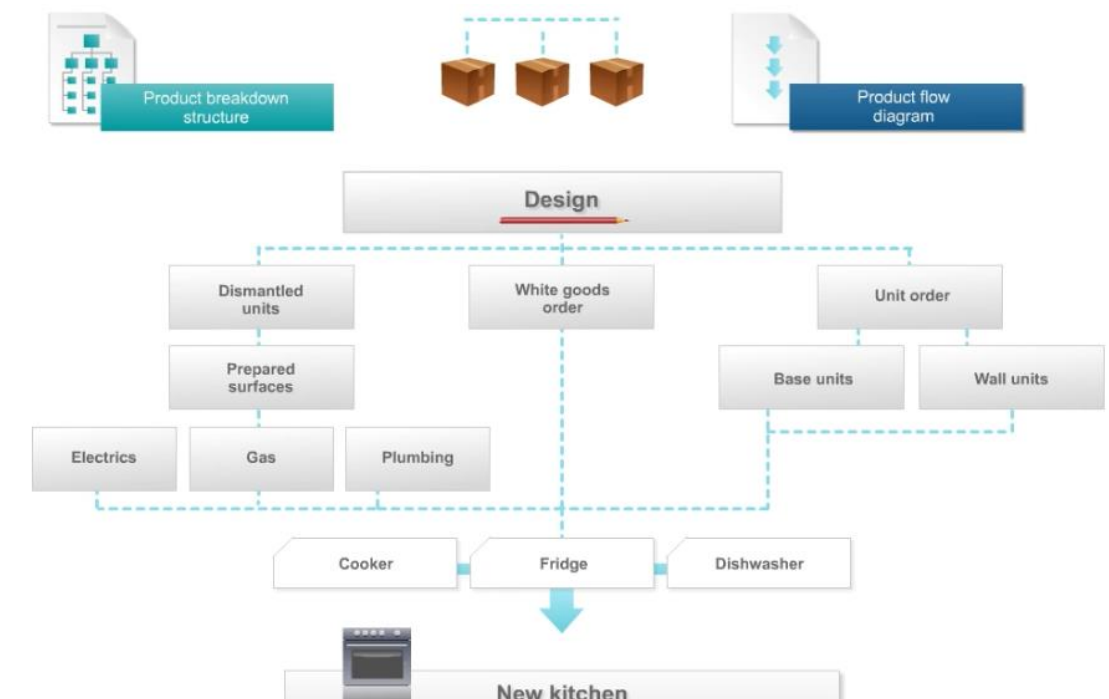 Product breakdown
structure
Product flow
diagram
Design
Dismantled
units
White goods
order
Unit order
Prepared
surfaces
Base units
Wall units
Electrics
Gas
Plumbing
Cooker
Fridge
Dishwasher
New kitchen